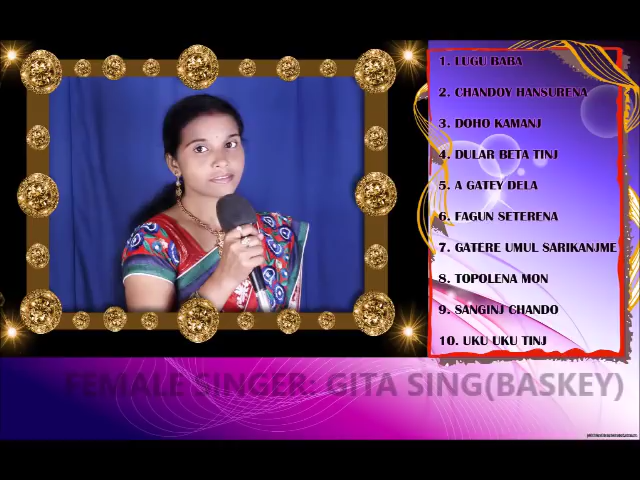 1. LUGU BABA
2. CHANDOY HANSURENA
3. DOHO KAMANJ
4. DULAR BETA TINJ
5. A GATEY DELA
6. FAGUN SETERENA
7. GATERE UMUL SARIKANJME
8. TOPOLENA MON
9. SANGINJ CHANDO
10. UKU UKU TINJ
FEMALE SINGER: GITA SING(BASKEY)